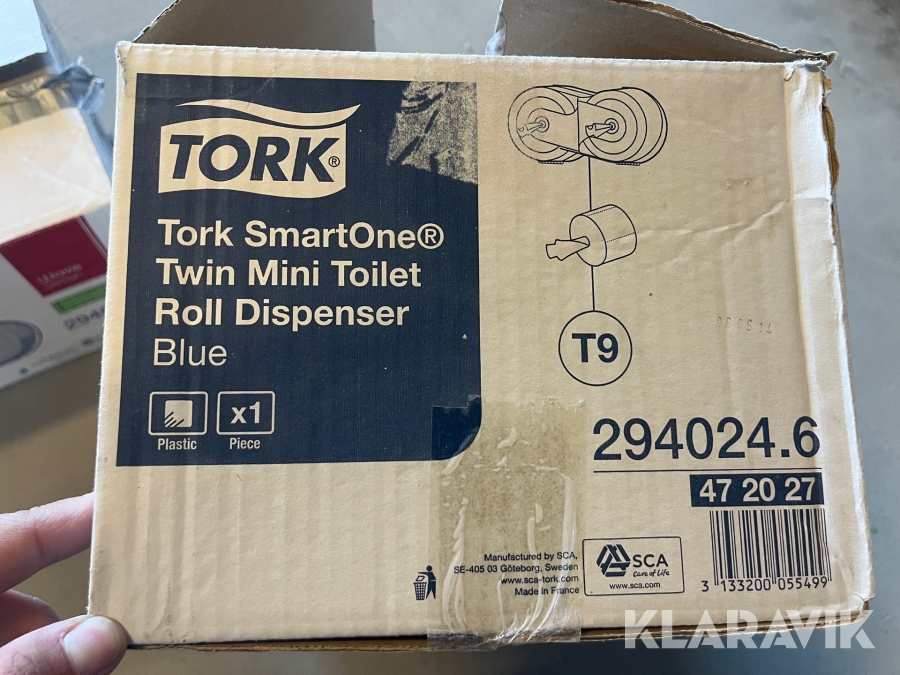 TORK®
Tork SmartOne®
Twin Mini Toilet
Roll Dispenser
Blue
x1
Plastic
Piece
T9
294024.6
47 20 27
Manufactured by SCA,
SE-405 03 Göteborg, Sweden
www.sca-tork.com
Made in France
SCA
Care of life
www.sca.com
3 133200 055499
KLARAVIK